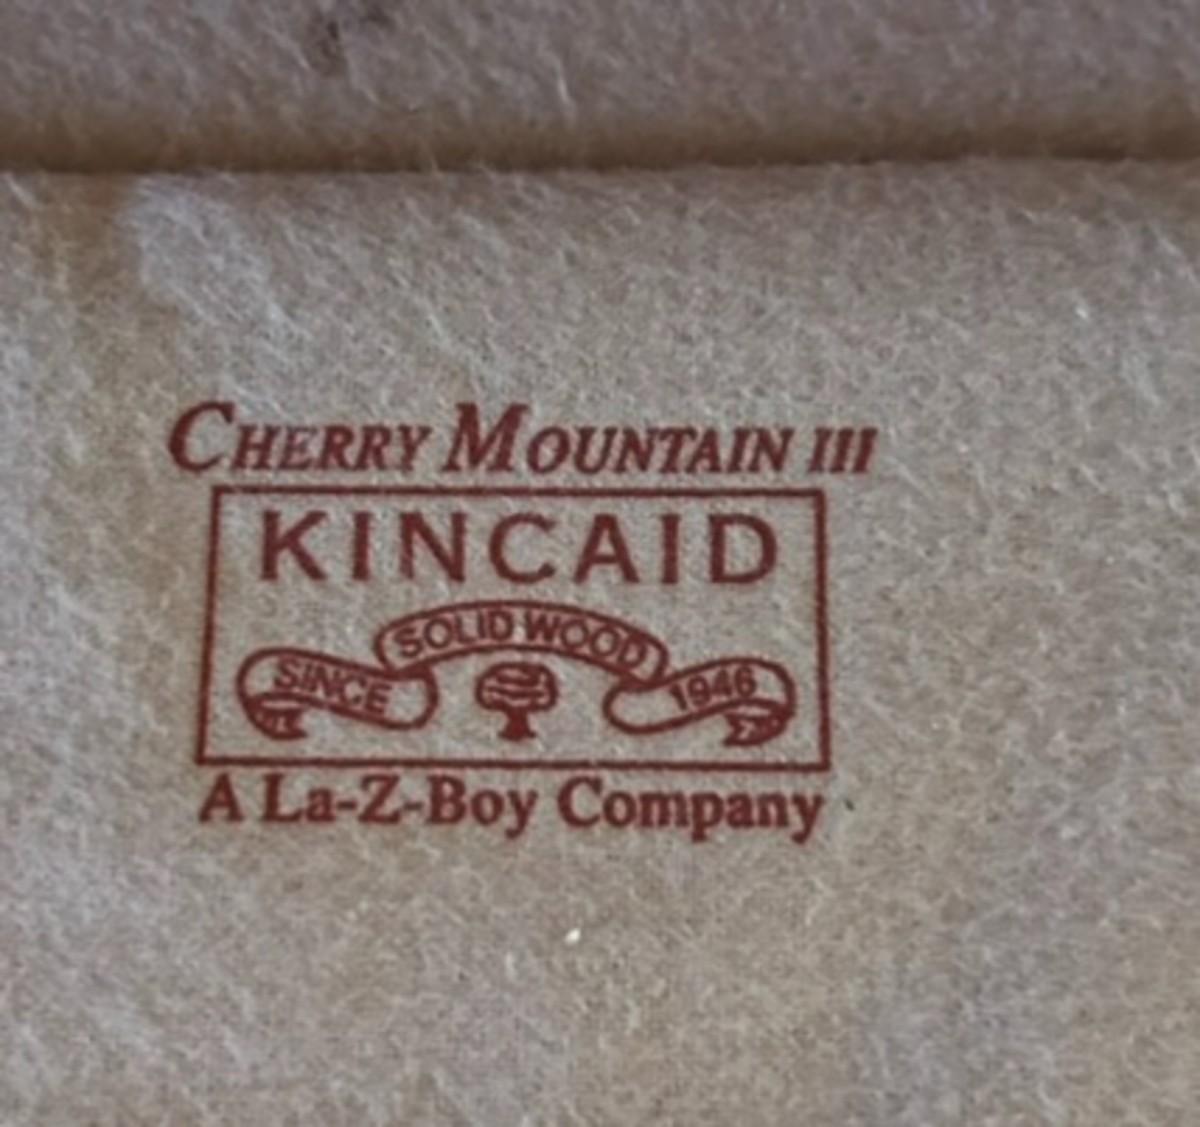 CHERRY MOUNTAIN III
KINCAID
SOLID WOOD
SINCE 1946
A La-Z-Boy Company